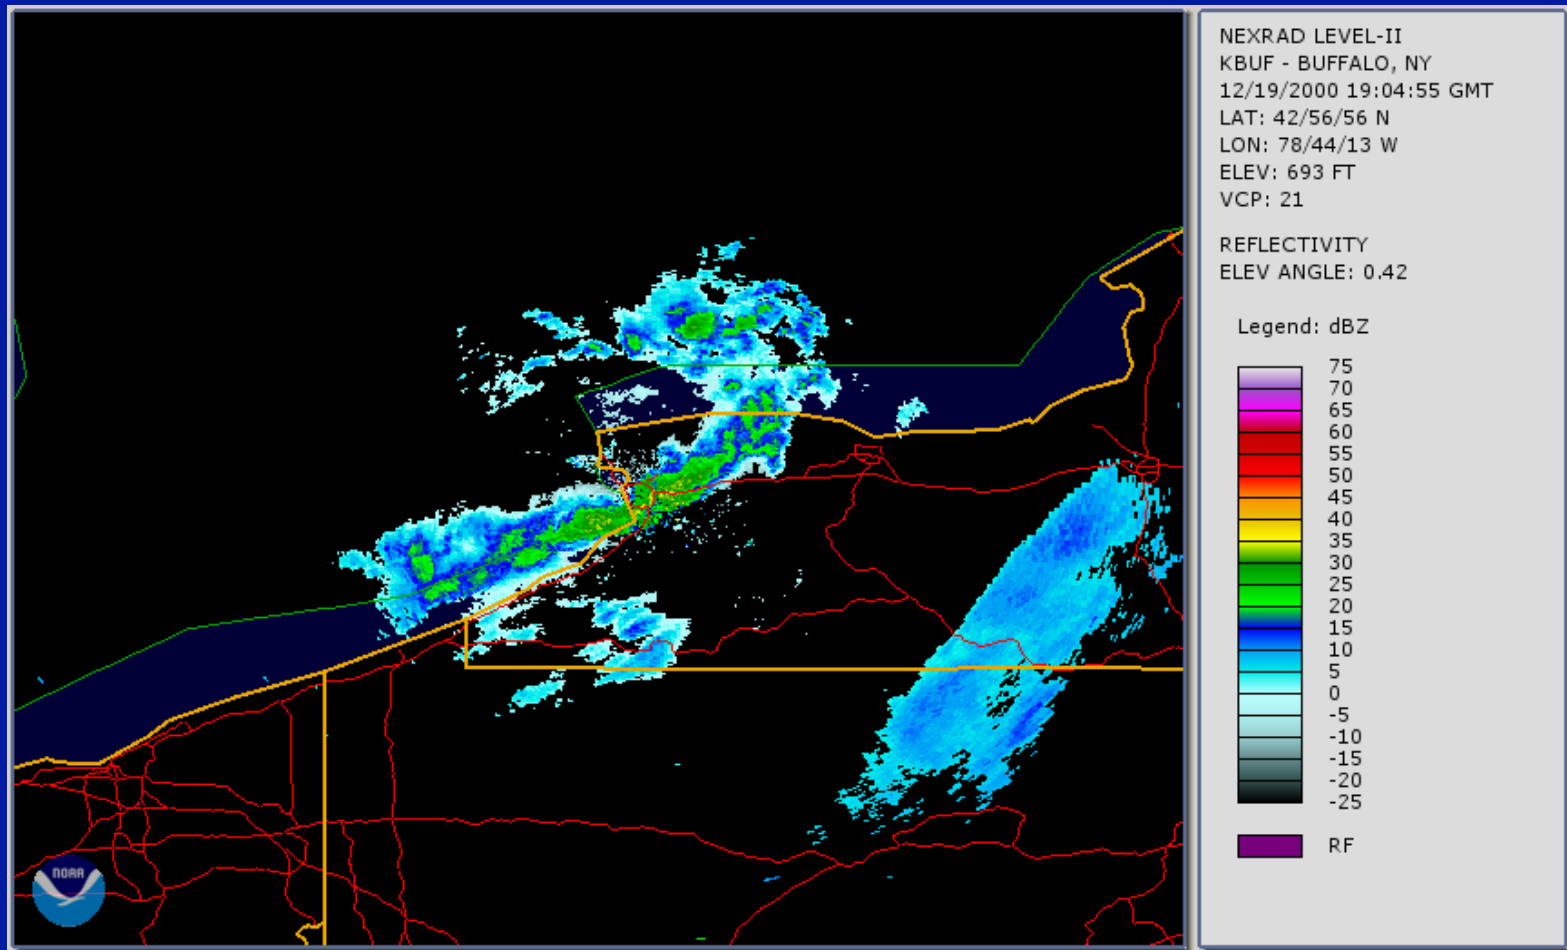 NEXRAD LEVEL-II
KBUF - BUFFALO, NY
12/19/2000 19:04:55 GMT
LAT: 42/56/56 N
LON: 78/44/13 W
ELEV: 693 FT
VCP: 21
REFLECTIVITY
ELEV ANGLE: 0.42
Legend: dBZ
75
70
65
60
55
50
45
40
35
30
25
20
15
10
5
0
-5
-10
-15
-20
-25
RF
NOAA